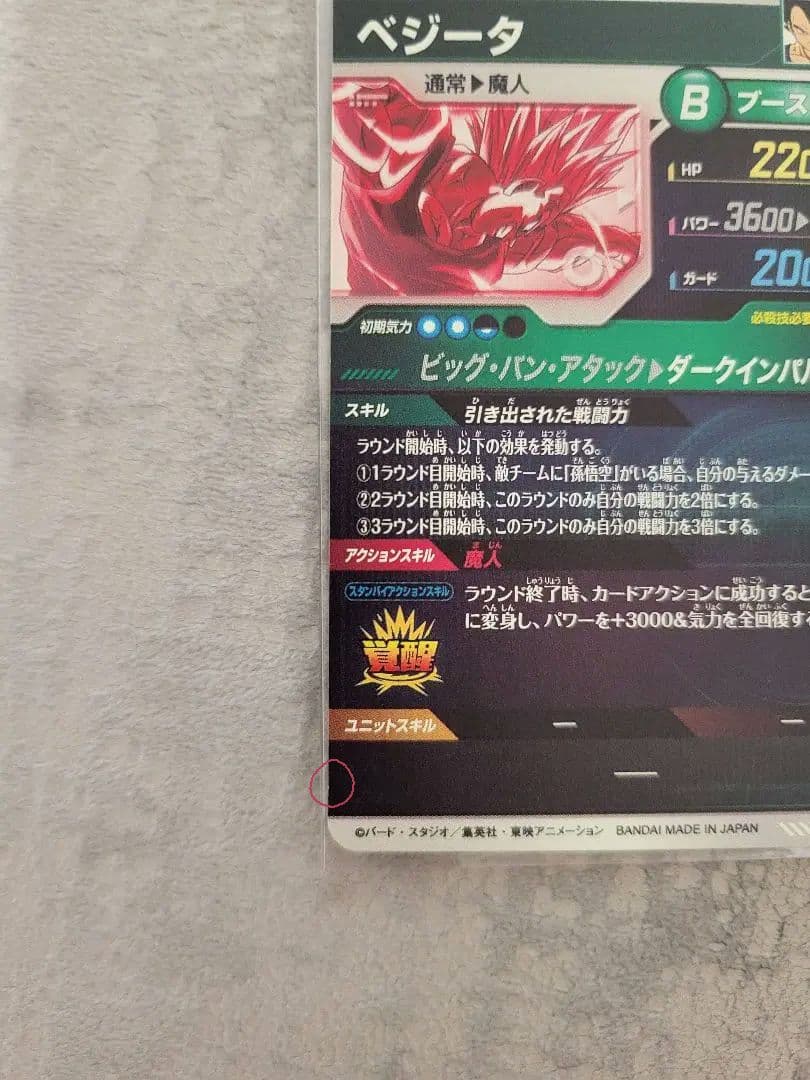 ベジータ
通常▶魔人
B ブース
HP 220
パワー 3600▶
ガード 200
初期気力
必殺技必要
ビッグ・バン・アタック▶ダークインパル
スキル 引き出された戦闘力
ラウンド開始時、以下の効果を発動する。
①1ラウンド目開始時、敵チームに「孫悟空」がいる場合、自分の与えるダメー
②2ラウンド目開始時、このラウンドのみ自分の戦闘力を2倍にする。
③3ラウンド目開始時、このラウンドのみ自分の戦闘力を3倍にする。
アクションスキル 魔人
スタンバイアクションスキル ラウンド終了時、カードアクションに成功すると
に変身し、パワーを+3000&気力を全回復する
覚醒
ユニットスキル ー ー
ー
©バード・スタジオ/集英社・東映アニメーション BANDAI MADE IN JAPAN